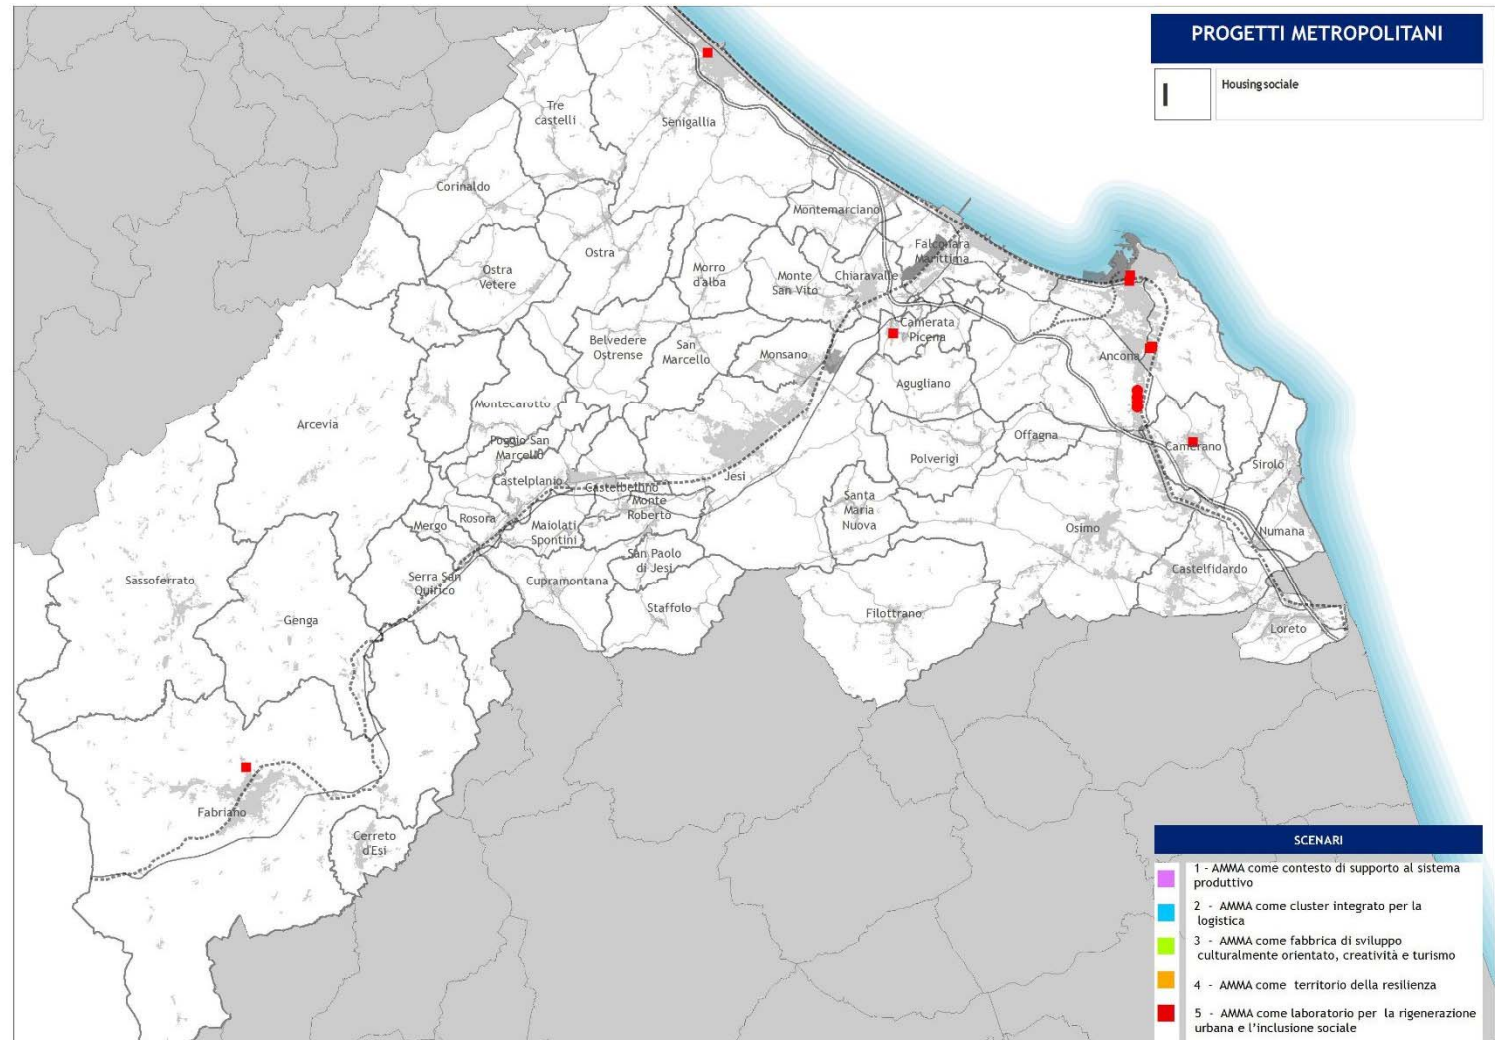 PROGETTI METROPOLITANI
I
Housing sociale
Tre
castelli
Senigallia
Corinaldo
Montemarciano
Ostra
Falconara
Marittima
Ostra
Vetere
Morro
d'alba
Monte
San Vito
Chiaravalle
Camerata
Picena
Belvedere
Ostrense
San
Marcello
Monsano
Ancona
Agugliano
Montecarotto
Arcevia
Poggio San
Marcello
Offagna
Camerano
Polverigi
Sirolo
Castelplanio
Castelbellino
Jesi
Monte
Roberto
Santa
Maria
Nuova
Mergo
Rosora
Maiolati
Spontini
Osimo
Numana
San Paolo
di Jesi
Castelfidardo
Sassoferrato
Serra San
Quirico
Cupramontana
Staffolo
Genga
Filottrano
Loreto
Fabriano
Cerreto
d'Esi
SCENARI
1 - AMMA come contesto di supporto al sistema
produttivo
2 - AMMA come cluster integrato per la
logistica
3 - AMMA come fabbrica di sviluppo
culturalmente orientato, creatività e turismo
4 - AMMA come territorio della resilienza
5 - AMMA come laboratorio per la rigenerazione
urbana e l'inclusione sociale